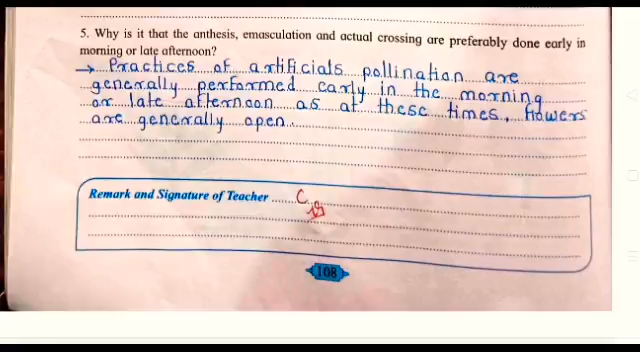 5. Why is it that the anthesis, emasculation and actual crossing are preferably done early in
morning or late afternoon?
→ Practices of artificials pollination are
generally performed early in the morning
or late afternoon as at these times, flowers
are generally open.
Remark and Signature of Teacher
108